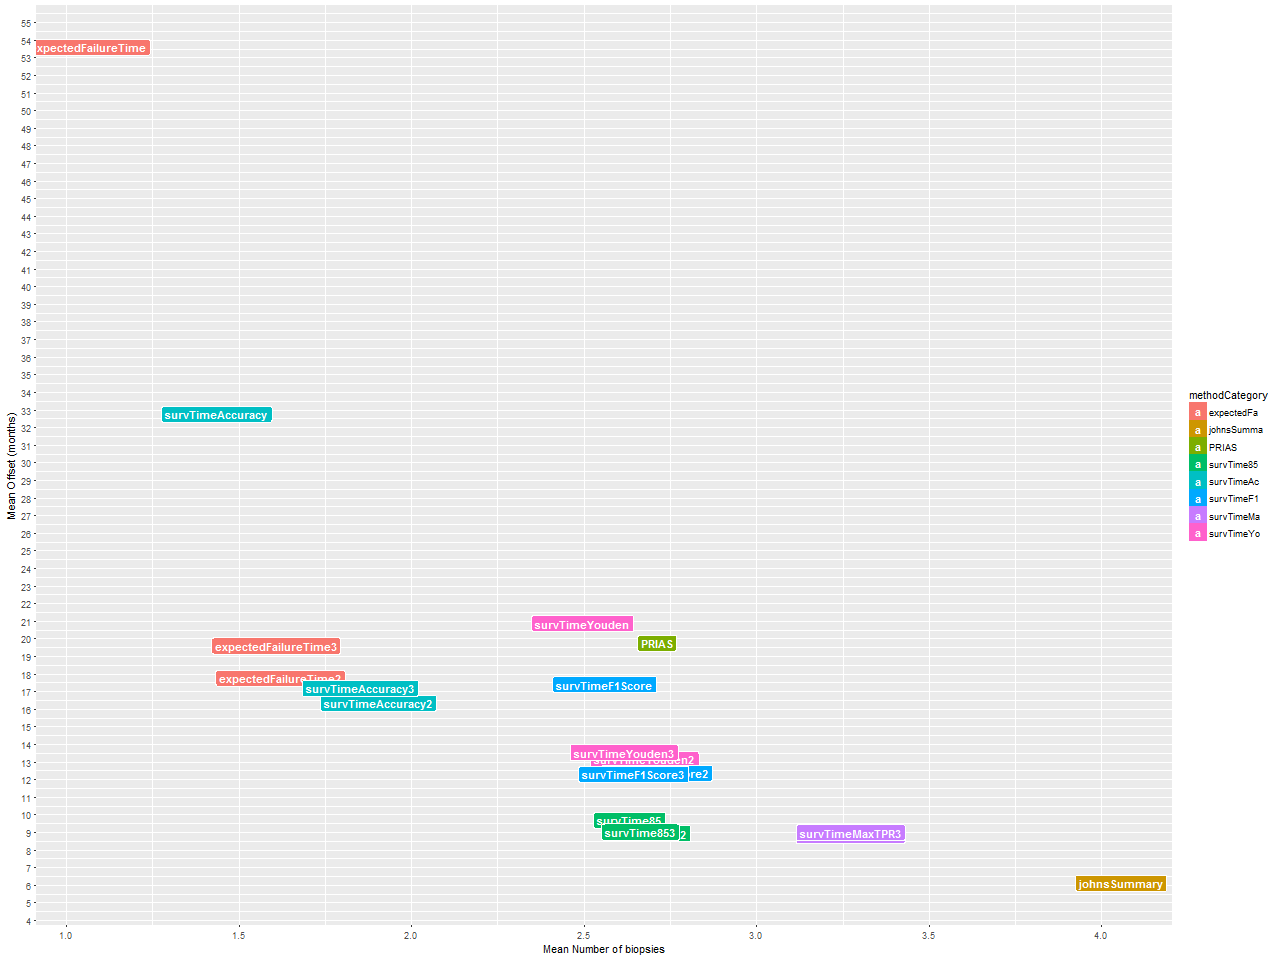 55
54
53
52
51
50
49
48
47
46
45
44
43
42
41
40
39
38
37
36
35
34
33
32
31
30
29
28
27
26
25
24
23
22
21
20
19
18
17
16
15
14
13
12
11
10
9
8
7
6
5
4
Mean Offset (months)
xpectedFailureTime
survTimeAccuracy
survTimeYouden
PRIAS
expectedFailureTime3
expectedFailureTime2
survTimeAccuracy3
survTimeAccuracy2
survTimeF1Score
survTimeYouden3
survTimeYouden2
survTimeF1Score3
ore2
survTime85
survTime853
2
survTimeMaxTPR3
johnsSummary
1.0 1.5 2.0 2.5 3.0 3.5 4.0
Mean Number of biopsies
methodCategory
a expectedFa
a johnsSumma
a PRIAS
a survTime85
a survTimeAc
a survTimeF1
a survTimeMa
a survTimeYo